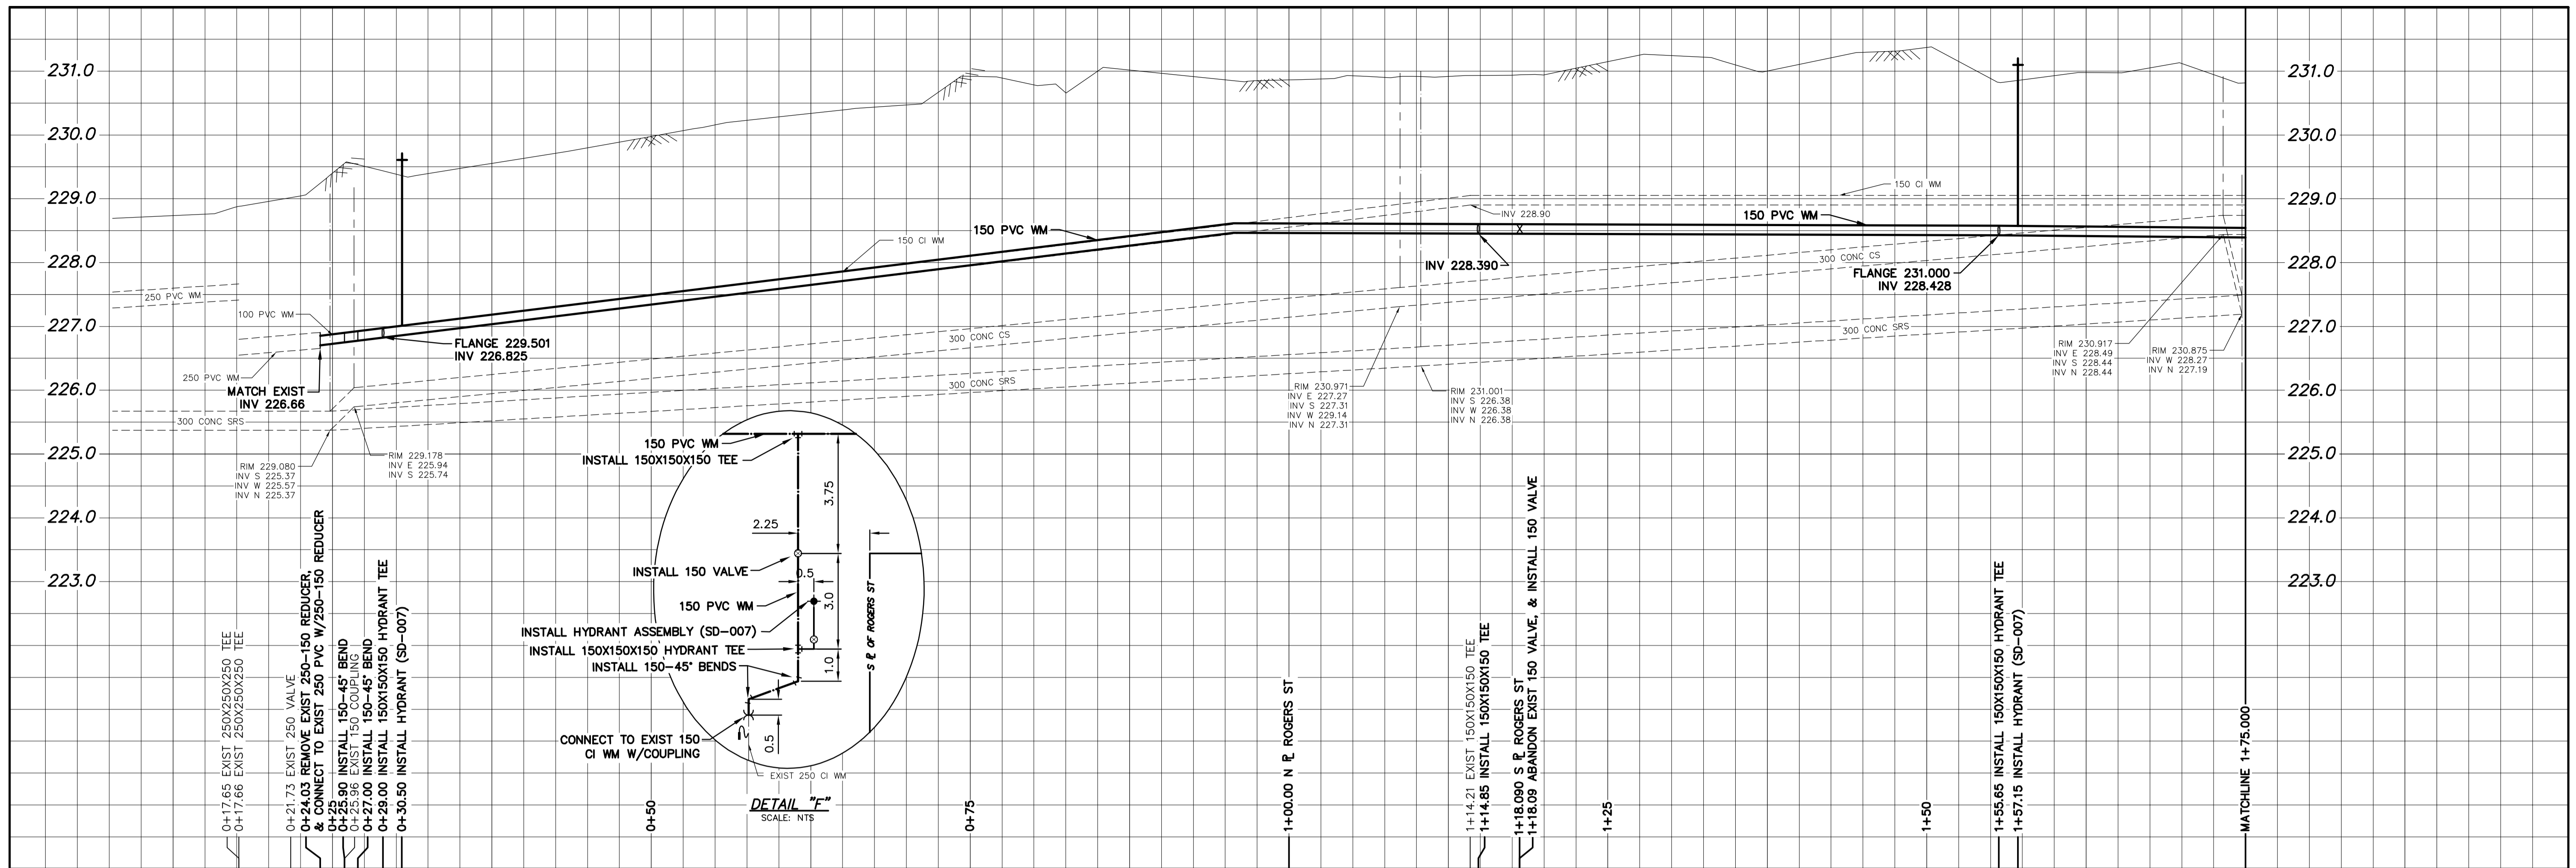 231.0
230.0
229.0
228.0
227.0
226.0
225.0
224.0
223.0
231.0
230.0
229.0
228.0
227.0
226.0
225.0
224.0
223.0
250 PVC WM
100 PVC WM
250 PVC WM
MATCH EXIST
INV 226.66
300 CONC SRS
FLANGE 229.501
INV 226.825
RIM 229.080
INV S 225.37
INV W 225.57
INV N 225.37
RIM 229.178
INV E 225.94
INV S 225.74
150 CI WM
150 PVC WM
300 CONC CS
300 CONC SRS
INV 228.90
INV 228.390
RIM 230.971
INV E 227.27
INV S 227.31
INV W 229.14
INV N 227.31
RIM 231.001
INV S 226.38
INV W 226.38
INV N 226.38
150 CI WM
150 PVC WM
300 CONC CS
FLANGE 231.000
INV 228.428
300 CONC SRS
RIM 230.917
INV E 228.49
INV S 228.44
INV N 228.44
RIM 230.875
INV W 228.27
INV N 227.19
150 PVC WM
INSTALL 150X150X150 TEE
3.75
2.25
INSTALL 150 VALVE
0.5
3.0
150 PVC WM
INSTALL HYDRANT ASSEMBLY (SD-007)
INSTALL 150X150X150 HYDRANT TEE
INSTALL 150-45° BENDS
1.0
S PL OF ROGERS ST
CONNECT TO EXIST 150
CI WM W/COUPLING
0.5
EXIST 250 CI WM
DETAIL "F"
SCALE: NTS
0+17.65 EXIST 250X250X250 TEE
0+17.66 EXIST 250X250X250 TEE
0+21.73 EXIST 250 VALVE
0+24.03 REMOVE EXIST 250-150 REDUCER,
& CONNECT TO EXIST 250 PVC W/250-150 REDUCER
0+25
0+25.90 INSTALL 150-45° BEND
0+25.96 EXIST 150 COUPLING
0+27.00 INSTALL 150-45° BEND
0+29.00 INSTALL 150X150X150 HYDRANT TEE
0+30.50 INSTALL HYDRANT (SD-007)
0+50
0+75
1+00.00 N PL ROGERS ST
1+14.21 EXIST 150X150X150 TEE
1+14.85 INSTALL 150X150X150 TEE
1+18.090 S PL ROGERS ST
1+18.09 ABANDON EXIST 150 VALVE, & INSTALL 150 VALVE
1+25
1+50
1+55.65 INSTALL 150X150X150 HYDRANT TEE
1+57.15 INSTALL HYDRANT (SD-007)
MATCHLINE 1+75.000